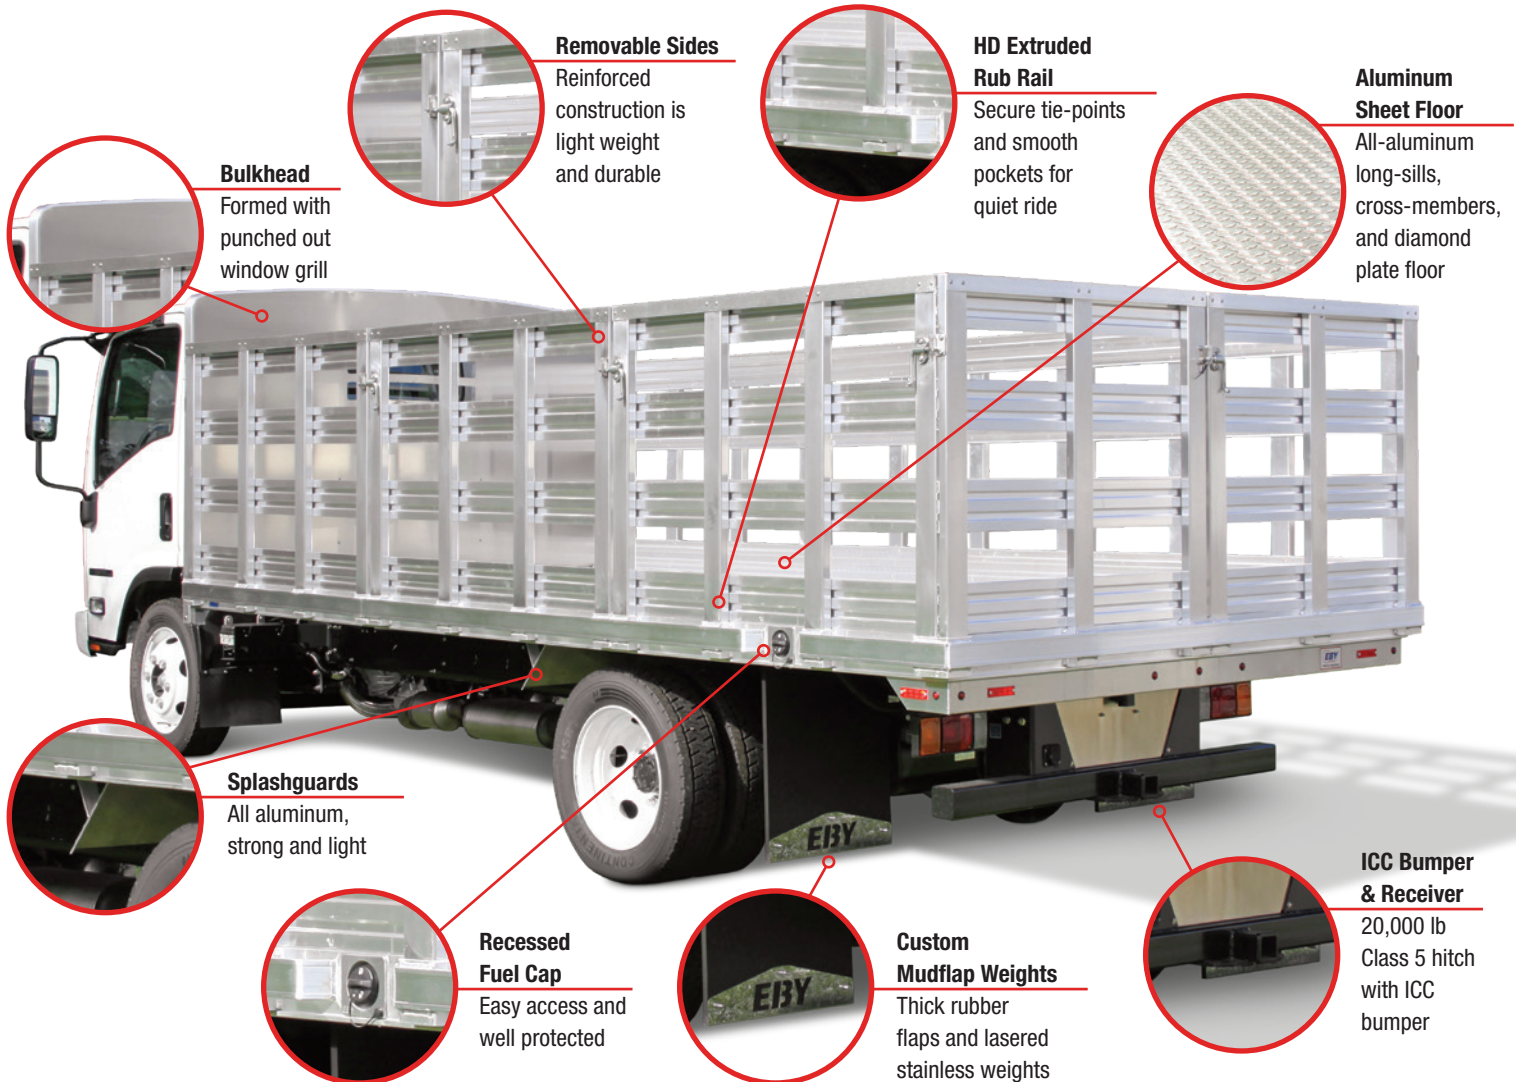 Removable Sides
Reinforced
construction is
light weight
and durable
HD Extruded
Rub Rail
Secure tie-points
and smooth
pockets for
quiet ride
Aluminum
Sheet Floor
All-aluminum
long-sills,
cross-members,
and diamond
plate floor
Bulkhead
Formed with
punched out
window grill
EBY
EBY
Splashguards
All aluminum,
strong and light
Recessed
Fuel Cap
Easy access and
well protected
EBY
Custom
Mudflap Weights
Thick rubber
flaps and lasered
stainless weights
ICC Bumper
& Receiver
20,000 lb
Class 5 hitch
with ICC
bumper